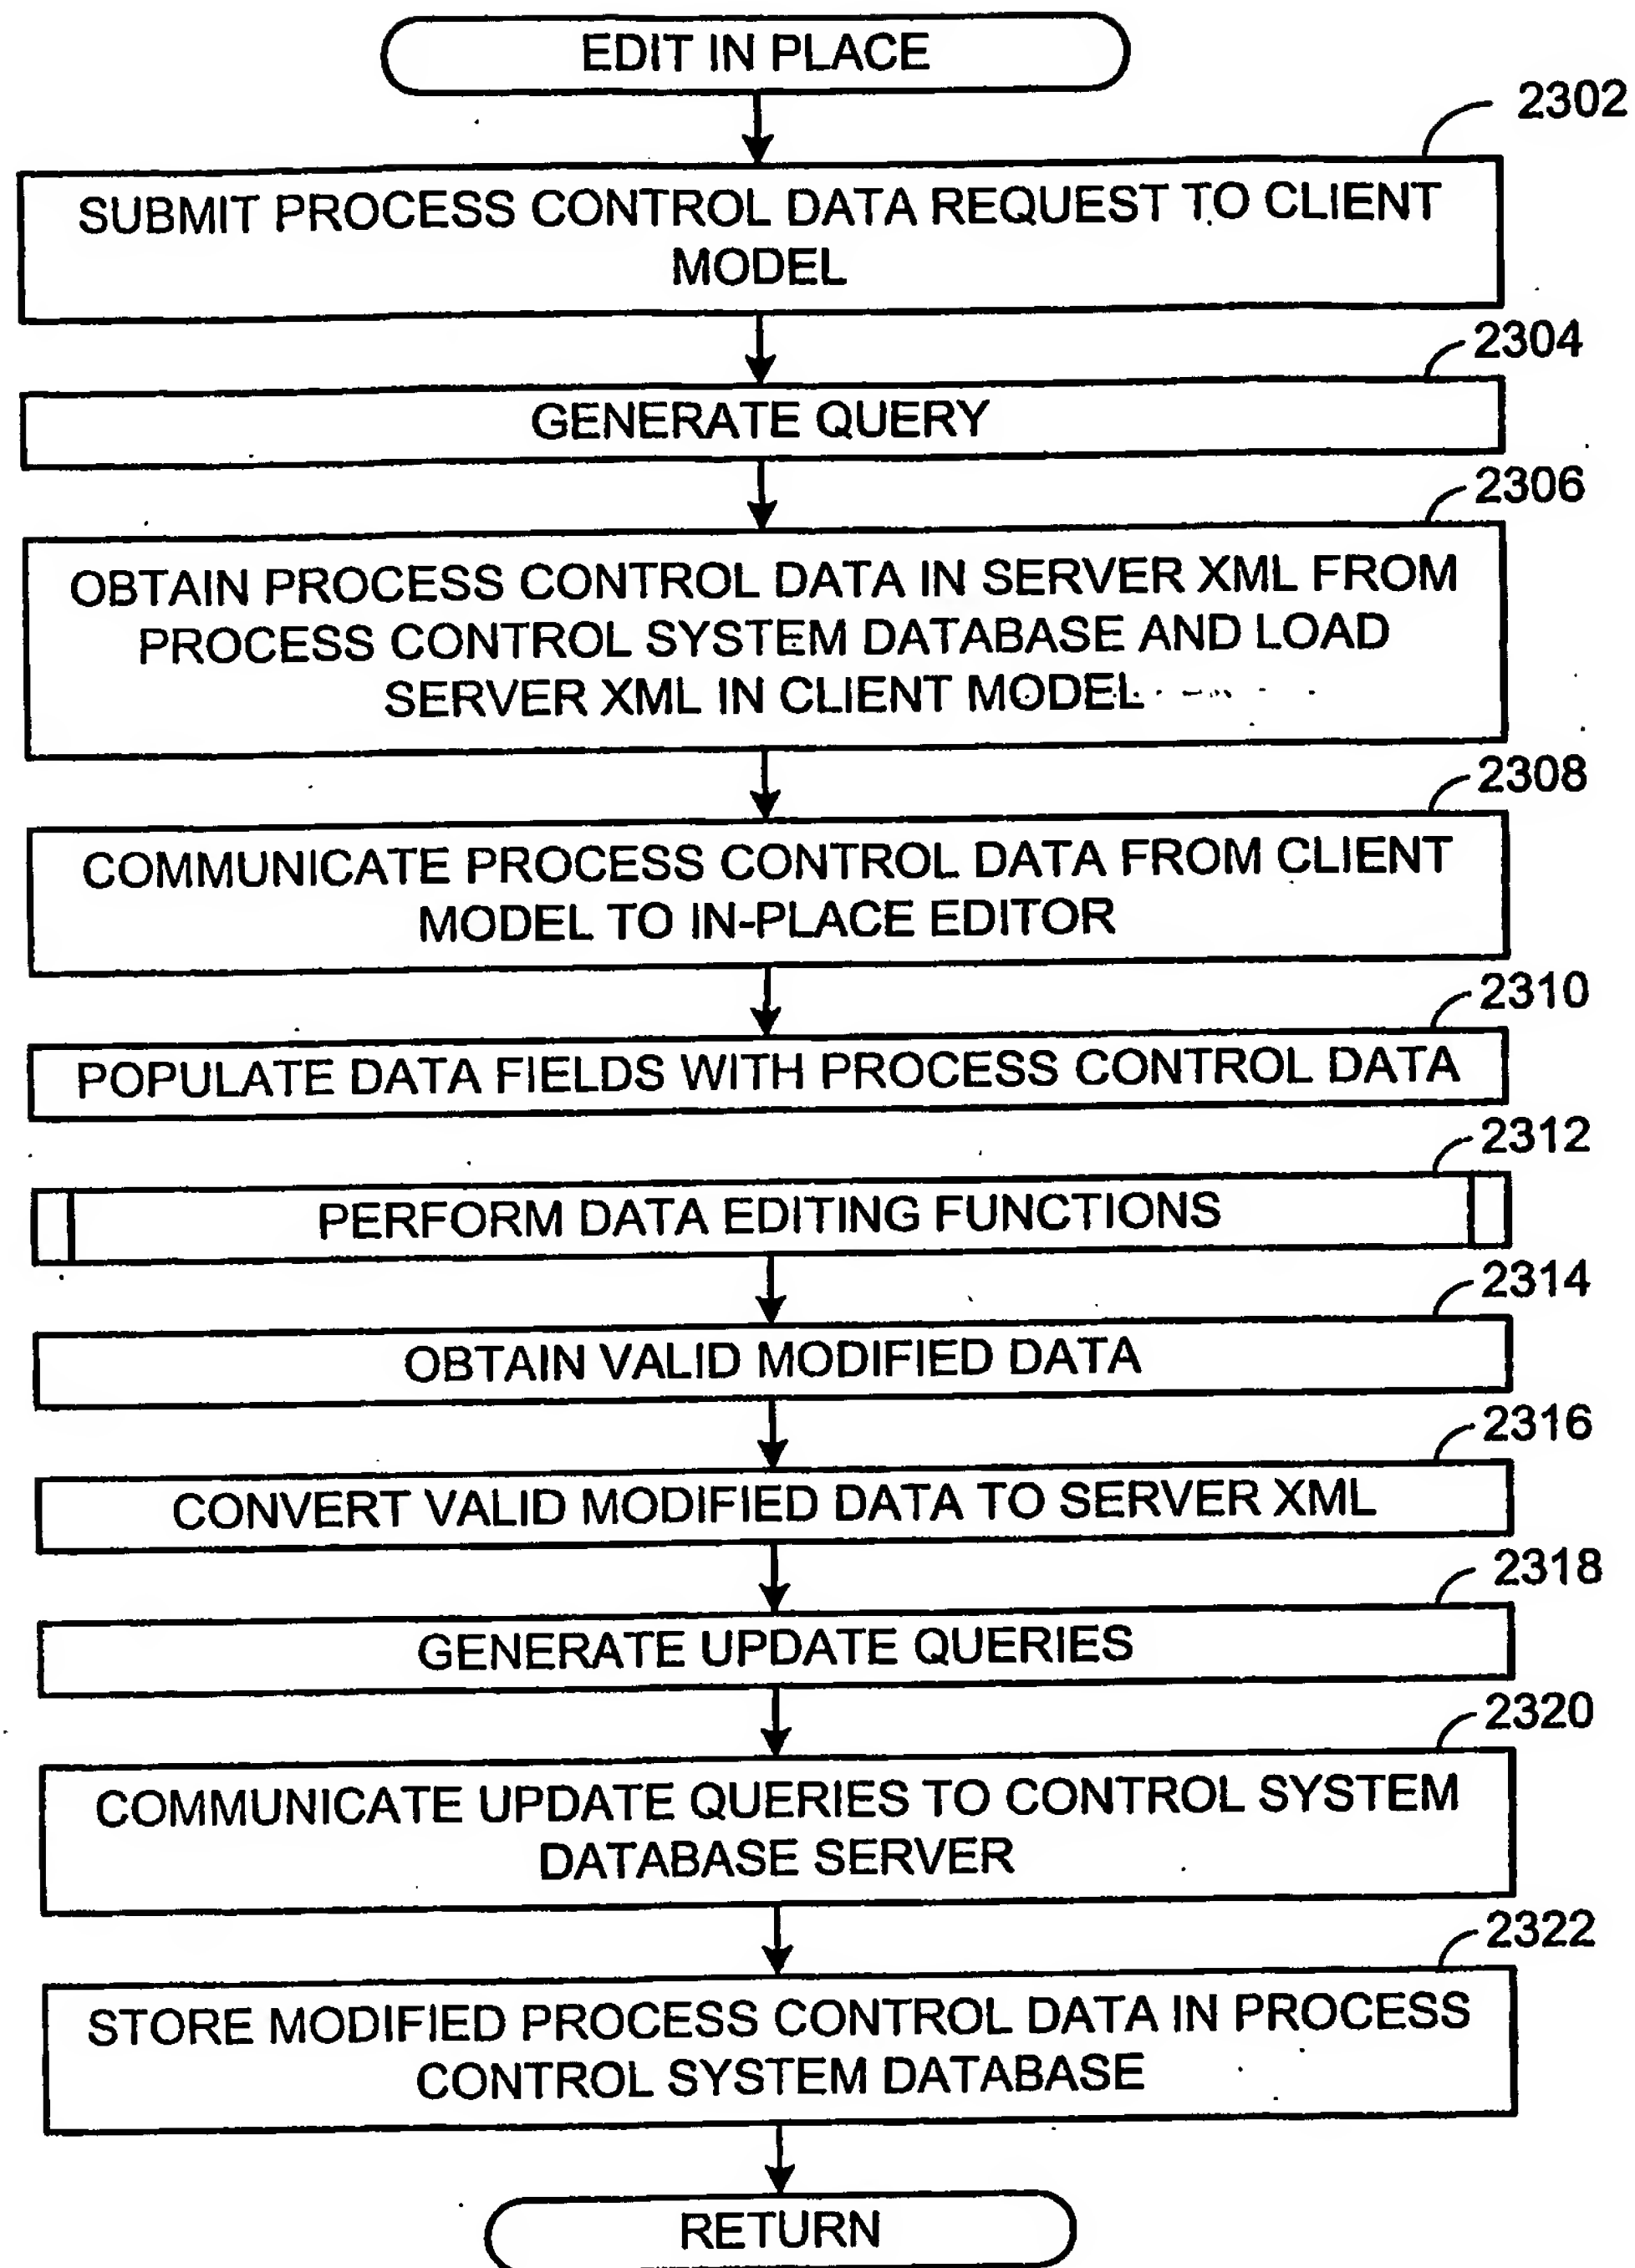 EDIT IN PLACE
2302
SUBMIT PROCESS CONTROL DATA REQUEST TO CLIENT
MODEL
2304
GENERATE QUERY
2306
OBTAIN PROCESS CONTROL DATA IN SERVER XML FROM
PROCESS CONTROL SYSTEM DATABASE AND LOAD
SERVER XML IN CLIENT MODEL
2308
COMMUNICATE PROCESS CONTROL DATA FROM CLIENT
MODEL TO IN-PLACE EDITOR
2310
POPULATE DATA FIELDS WITH PROCESS CONTROL DATA
2312
PERFORM DATA EDITING FUNCTIONS
2314
OBTAIN VALID MODIFIED DATA
2316
CONVERT VALID MODIFIED DATA TO SERVER XML
2318
GENERATE UPDATE QUERIES
2320
COMMUNICATE UPDATE QUERIES TO CONTROL SYSTEM
DATABASE SERVER
2322
STORE MODIFIED PROCESS CONTROL DATA IN PROCESS
CONTROL SYSTEM DATABASE
RETURN